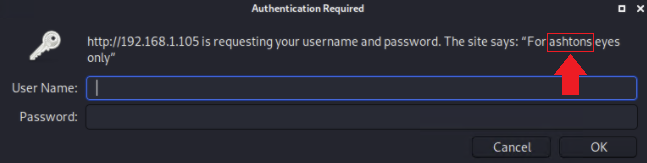 Authentication Required
http://192.168.1.105 is requesting your username and password. The site says: “For ashtons eyes
only”
User Name:
Password:
Cancel OK